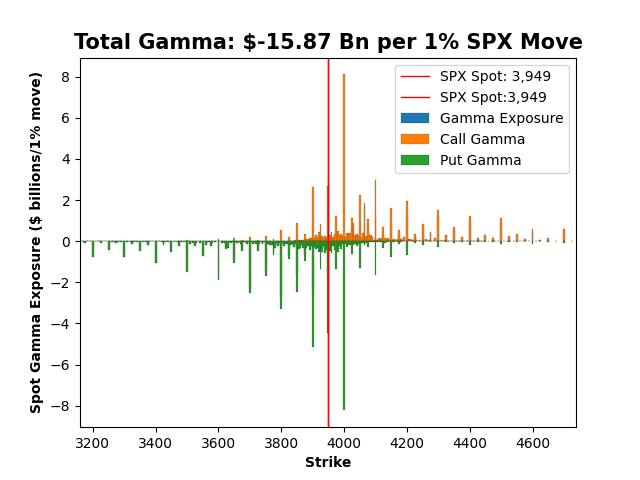 Total Gamma: $-15.87 Bn per 1% SPX Move
SPX Spot: 3,949
SPX Spot:3,949
Gamma Exposure
Call Gamma
Put Gamma
Spot Gamma Exposure ($ billions/1% move)
8
6
4
2
0
−2
−4
−6
−8
3200 3400 3600 3800 4000 4200 4400 4600
Strike